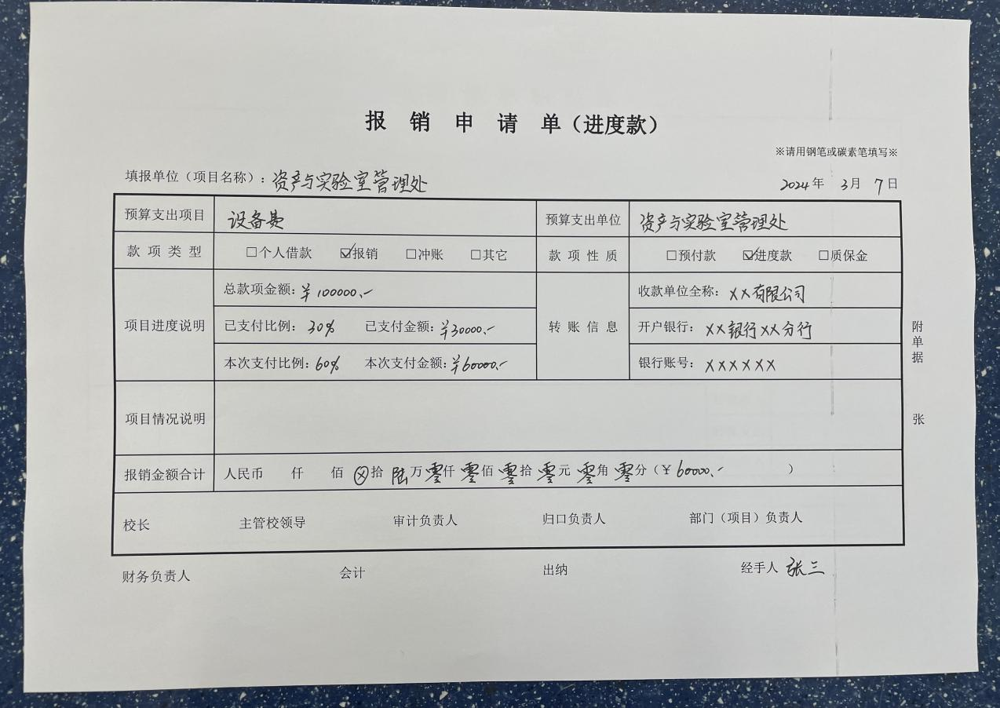 报销申请单（进度款）
※请用钢笔或碳素笔填写※
填报单位（项目名称）：资产与实验室管理处 2024年 3月 7日
预算支出项目 设备费 预算支出单位 资产与实验室管理处
款项类型 □个人借款 ☑报销 □冲账 □其它 款项性质 □预付款 ☑进度款 □质保金
项目进度说明 总款项金额：¥100000.- 转账信息 收款单位全称：XX有限公司
已支付比例：30% 已支付金额：¥30000.- 开户银行：XX银行XX分行
本次支付比例：60% 本次支付金额：¥60000.- 银行账号：XXXXXX
附单据 张
项目情况说明
报销金额合计 人民币 仟 佰 ⊗拾 陆万零仟零佰零拾零元零角零分（¥60000.- ）
校长 主管校领导 审计负责人 归口负责人 部门（项目）负责人
财务负责人 会计 出纳 经手人 张三